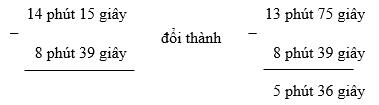 14 phút 15 giây
–
8 phút 39 giây
đổi thành
13 phút 75 giây
–
8 phút 39 giây
5 phút 36 giây